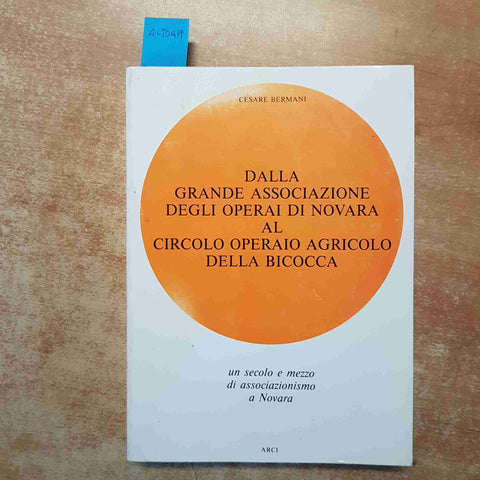 CESARE BERMANI
DALLA
GRANDE ASSOCIAZIONE
DEGLI OPERAI DI NOVARA
AL
CIRCOLO OPERAIO AGRICOLO
DELLA BICOCCA
un secolo e mezzo
di associazionismo
a Novara
ARCI